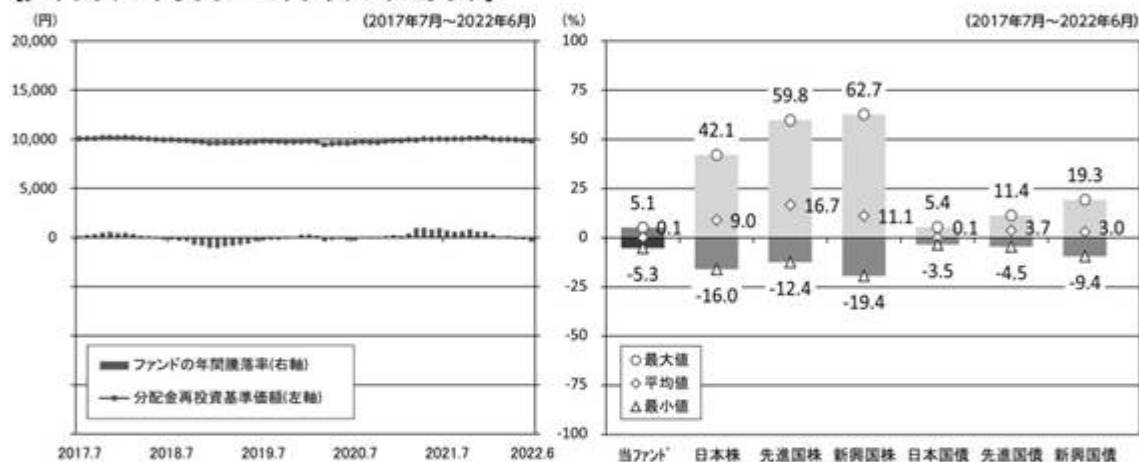 (円)
(2017年7月～2022年6月)
20,000
15,000
10,000
5,000
0
ファンドの年間騰落率(右軸)
分配金再投資基準価額(左軸)
2017.7 2018.7 2019.7 2020.7 2021.7 2022.6
(%)
(2017年7月～2022年6月)
100
75
50
25
0
-25
-50
-75
-100
5.1 42.1 59.8 62.7 5.4 11.4 19.3
0.1 9.0 16.7 11.1 0.1 3.7 3.0
-5.3 -16.0 -12.4 -19.4 -3.5 -4.5 -9.4
最大値
平均値
最小値
当ファンド 日本株 先進国株 新興国株 日本国債 先進国債 新興国債